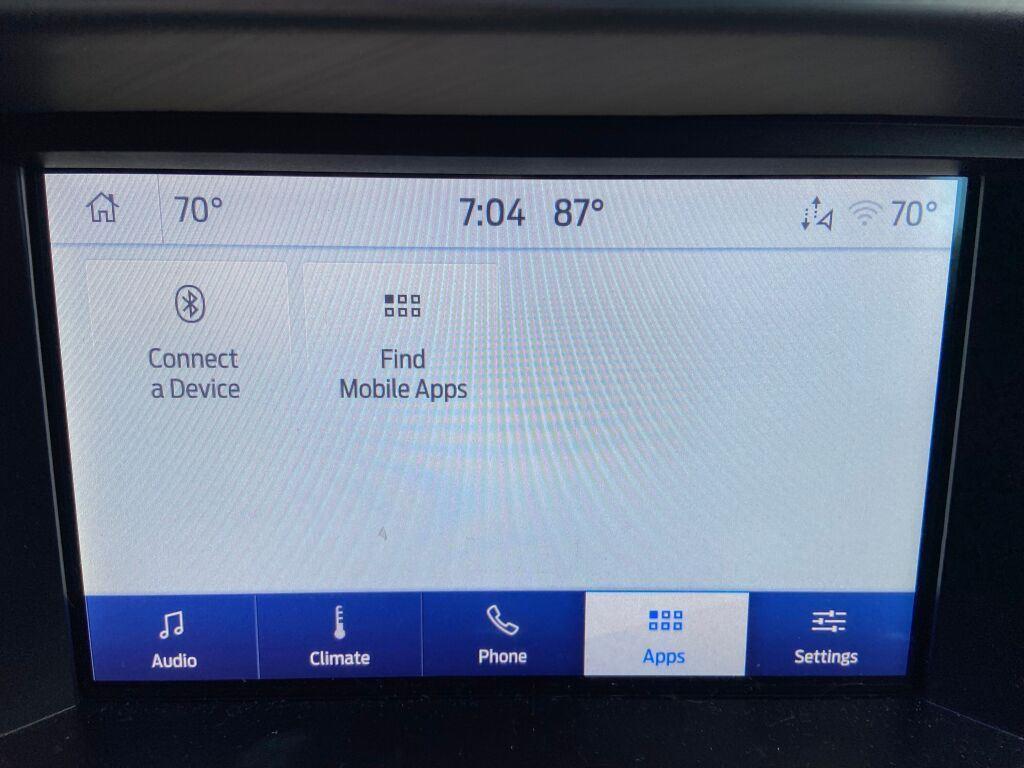 70° 7:04 87° 70°
Connect
a Device
Find
Mobile Apps
Audio Climate Phone Apps Settings